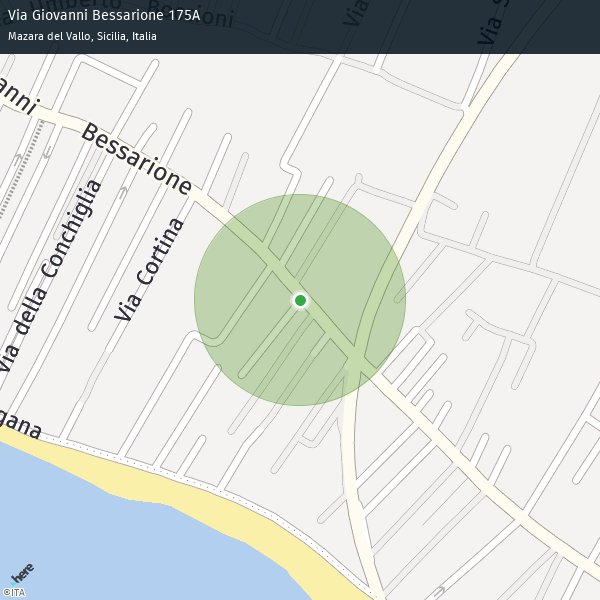 Via Giovanni Bessarione 175A
Mazara del Vallo, Sicilia, Italia
Via
anni
Bessarione
Via Cortina
Via della Conchiglia
gana
here
©ITA